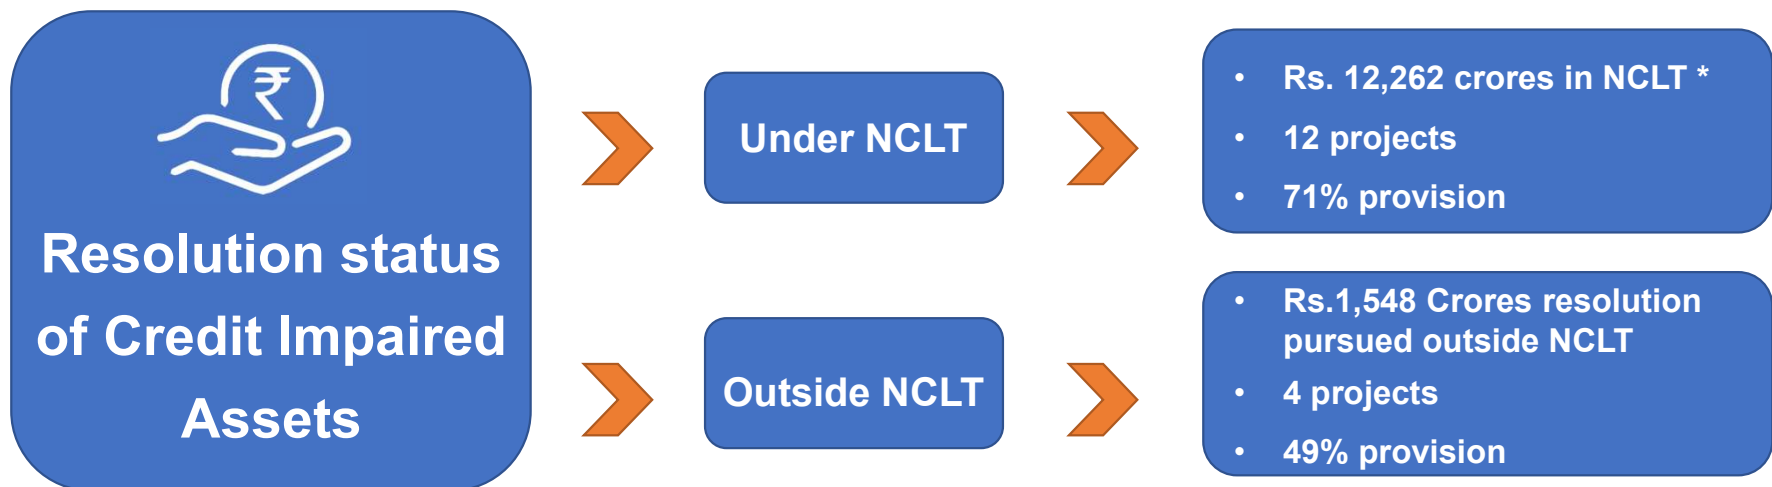 ₹
Resolution status
of Credit Impaired
Assets
Under NCLT
• Rs. 12,262 crores in NCLT *
• 12 projects
• 71% provision
Outside NCLT
• Rs.1,548 Crores resolution
pursued outside NCLT
• 4 projects
• 49% provision